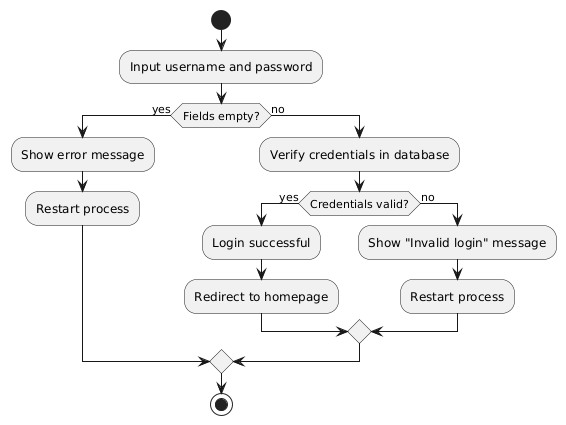 Input username and password
yes
Fields empty?
no
Show error message
Verify credentials in database
Restart process
yes
Credentials valid?
no
Login successful
Show "Invalid login" message
Redirect to homepage
Restart process